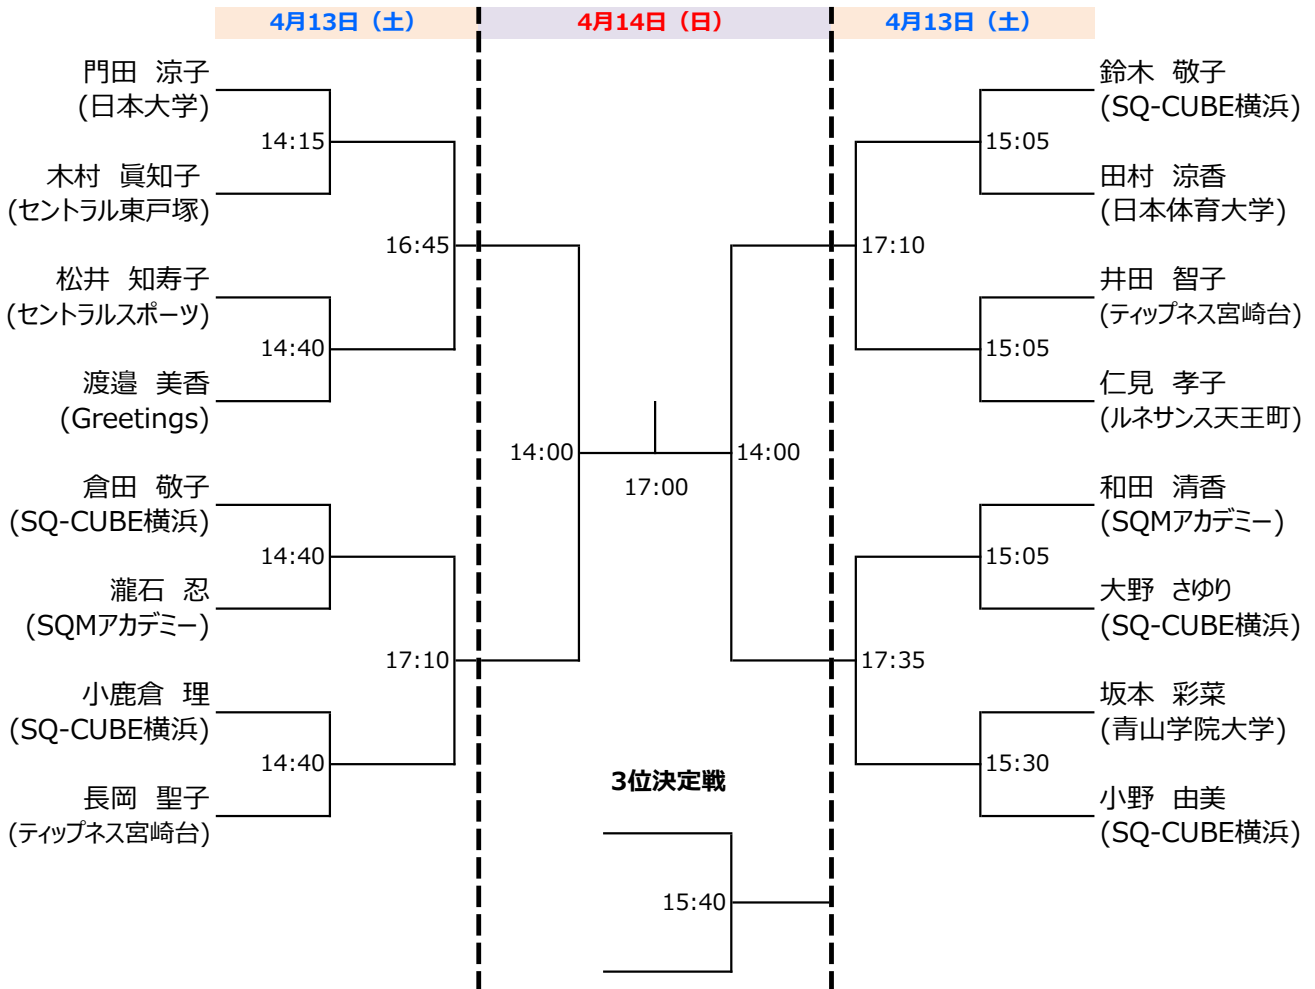 4月13日（土）
4月14日（日）
4月13日（土）
門田　涼子
(日本大学)
14:15
木村　眞知子
(セントラル東戸塚)
16:45
松井　知寿子
(セントラルスポーツ)
14:40
渡邉　美香
(Greetings)
14:00
倉田　敬子
(SQ-CUBE横浜)
14:40
瀧石　忍
(SQMアカデミー)
17:10
小鹿倉　理
(SQ-CUBE横浜)
14:40
長岡　聖子
(ティップネス宮崎台)
17:00
3位決定戦
15:40
鈴木　敬子
(SQ-CUBE横浜)
15:05
田村　涼香
(日本体育大学)
17:10
井田　智子
(ティップネス宮崎台)
15:05
仁見　孝子
(ルネサンス天王町)
14:00
和田　清香
(SQMアカデミー)
15:05
大野　さゆり
(SQ-CUBE横浜)
17:35
坂本　彩菜
(青山学院大学)
15:30
小野　由美
(SQ-CUBE横浜)